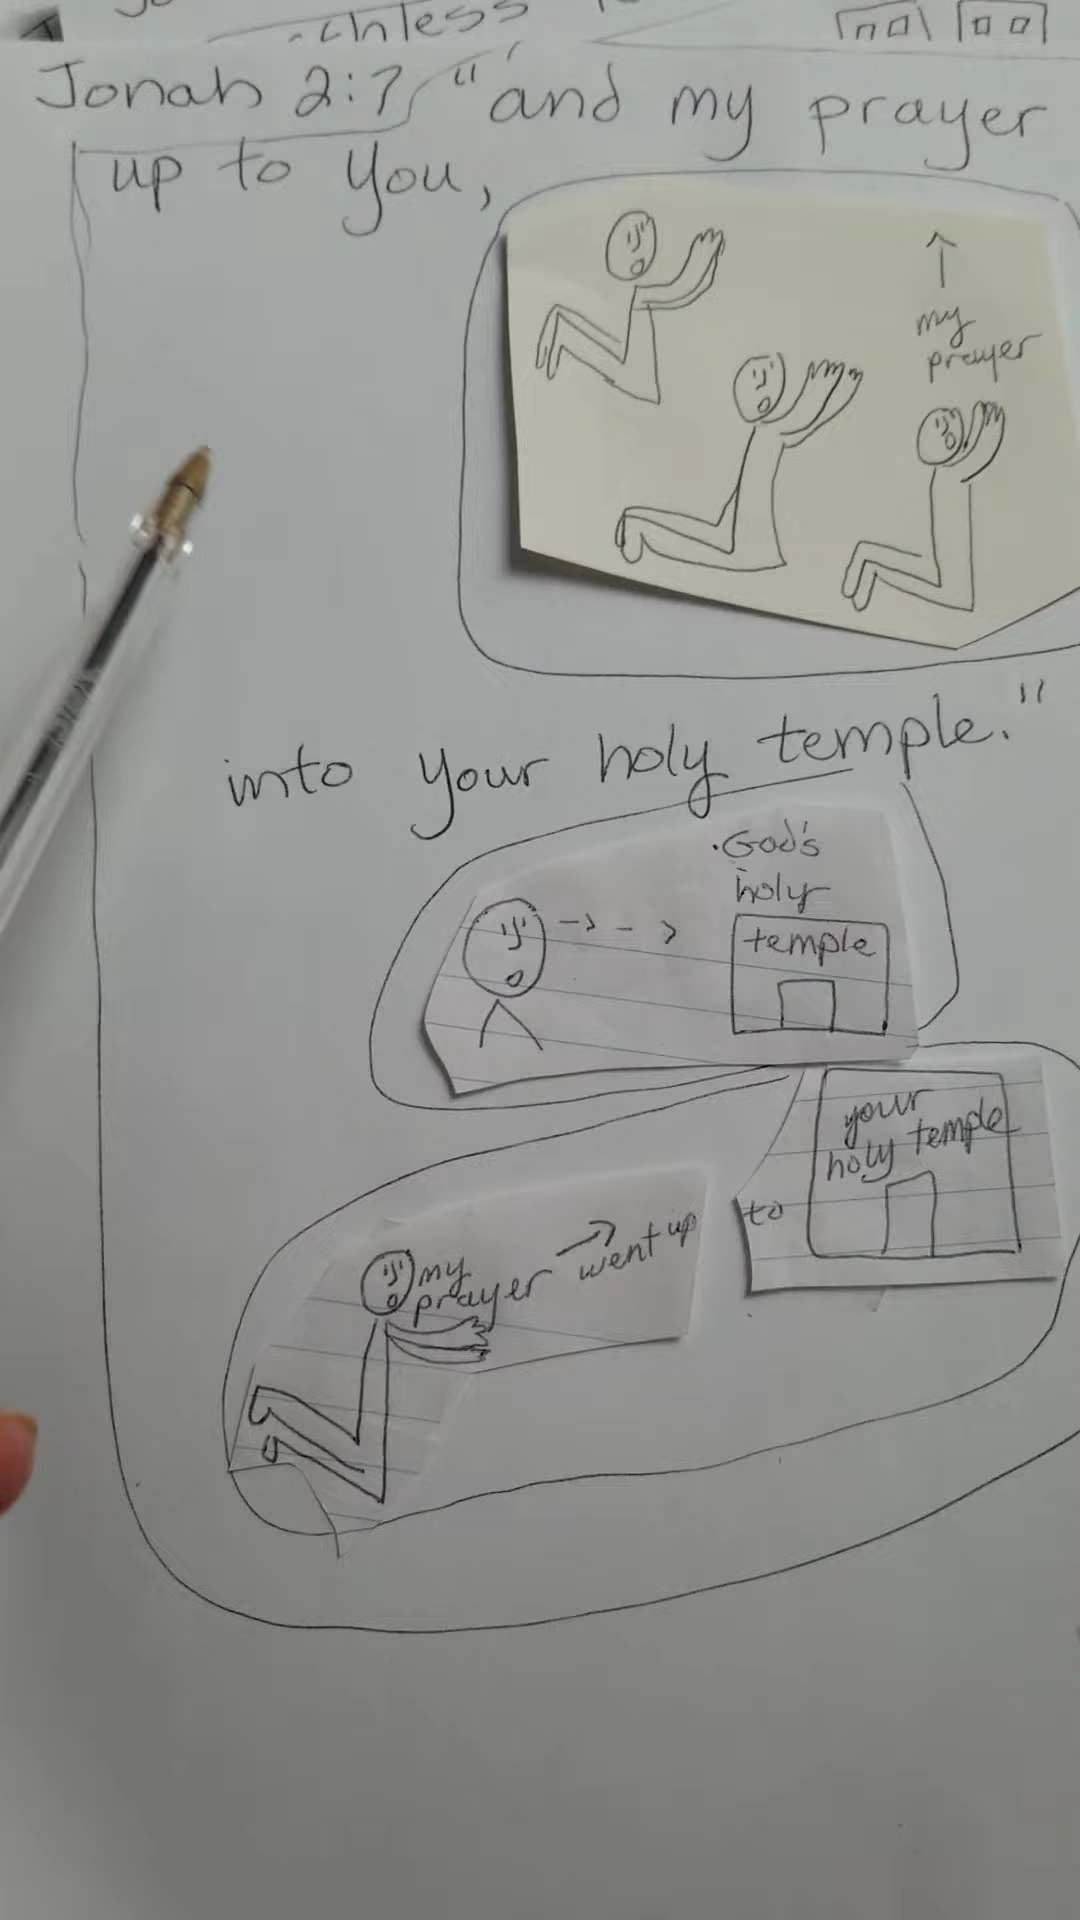 Jonah 2:7 "and my prayer
up to you,
↑
my
prayer
into your holy temple."
.God's
holy
temple
your
holy temple
to
my
prayer → went up